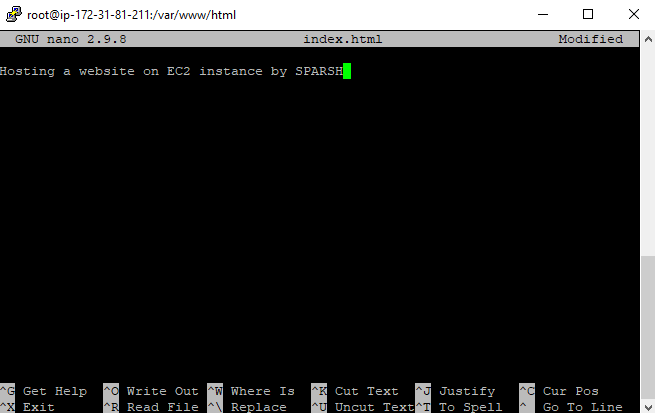 root@ip-172-31-81-211:/var/www/html
GNU nano 2.9.8 index.html Modified
Hosting a website on EC2 instance by SPARSH
^G Get Help ^O Write Out ^W Where Is ^K Cut Text ^J Justify ^C Cur Pos
^X Exit ^R Read File ^\ Replace ^U Uncut Text ^T To Spell ^_ Go To Line